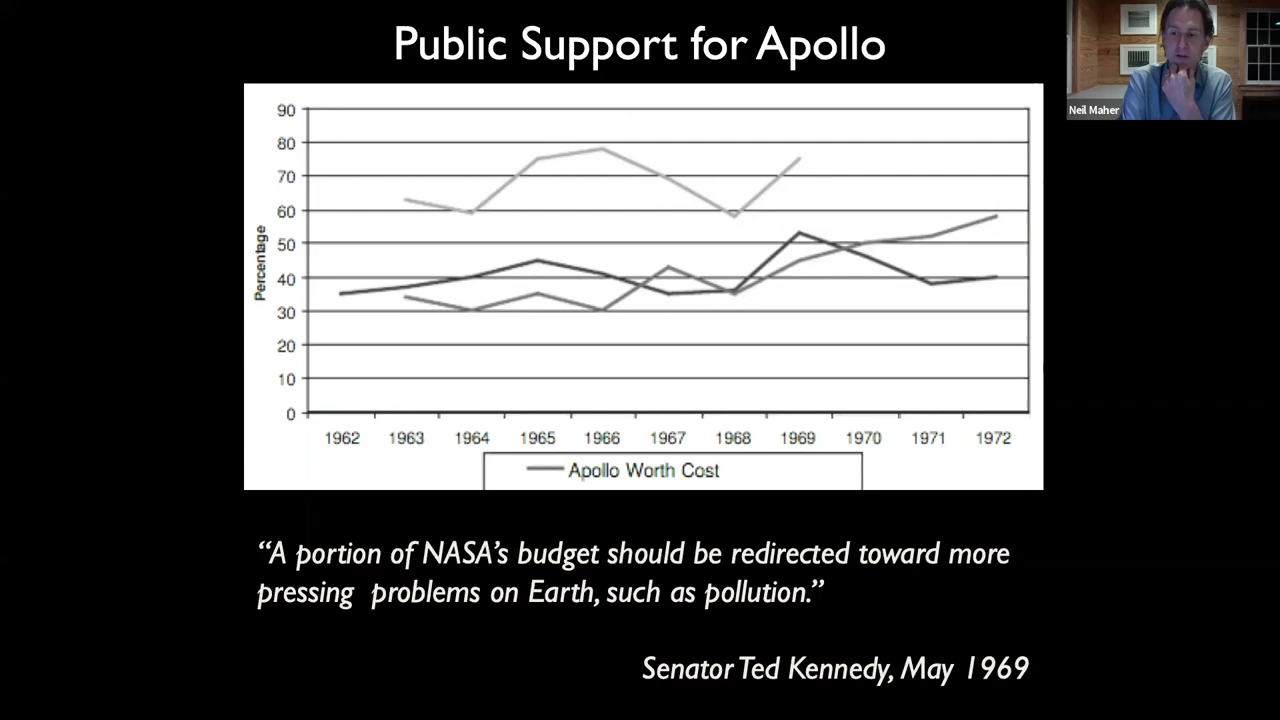 Public Support for Apollo
Neil Maher
90
80
70
60
50
40
30
20
10
0
Percentage
1962 1963 1964 1965 1966 1967 1968 1969 1970 1971 1972
Apollo Worth Cost
“A portion of NASA’s budget should be redirected toward more
pressing problems on Earth, such as pollution.”
Senator Ted Kennedy, May 1969